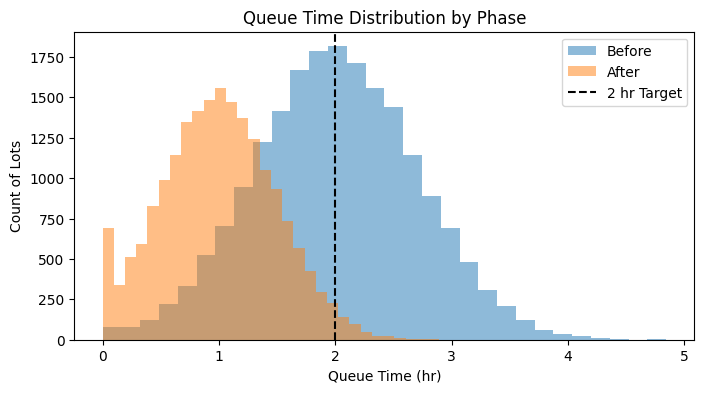 Queue Time Distribution by Phase
Before
After
2 hr Target
Count of Lots
1750
1500
1250
1000
750
500
250
0
0 1 2 3 4 5
Queue Time (hr)